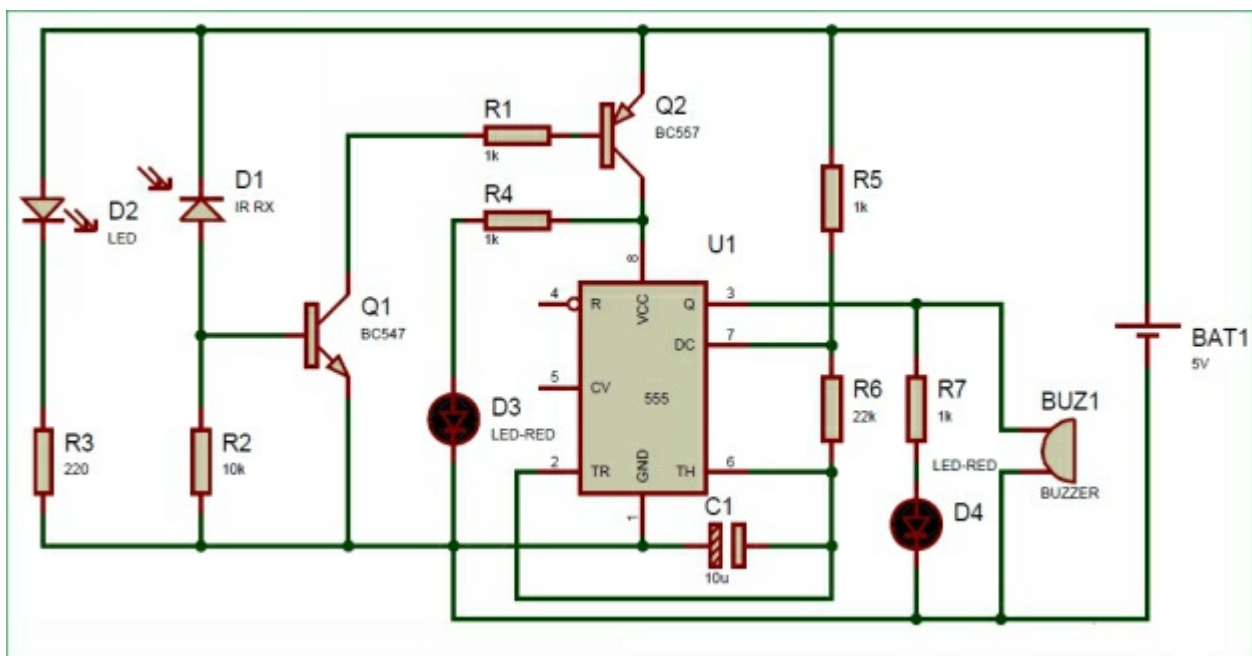 D2
LED
R3
220
D1
IR RX
R2
10k
Q1
BC547
R1
1k
R4
1k
Q2
BC557
D3
LED-RED
U1
4
R
5
CV
2
TR
8
VCC
555
GND
1
Q
3
DC
7
TH
6
C1
10u
R5
1k
R6
22k
R7
1k
LED-RED
D4
BUZ1
BUZZER
BAT1
5V